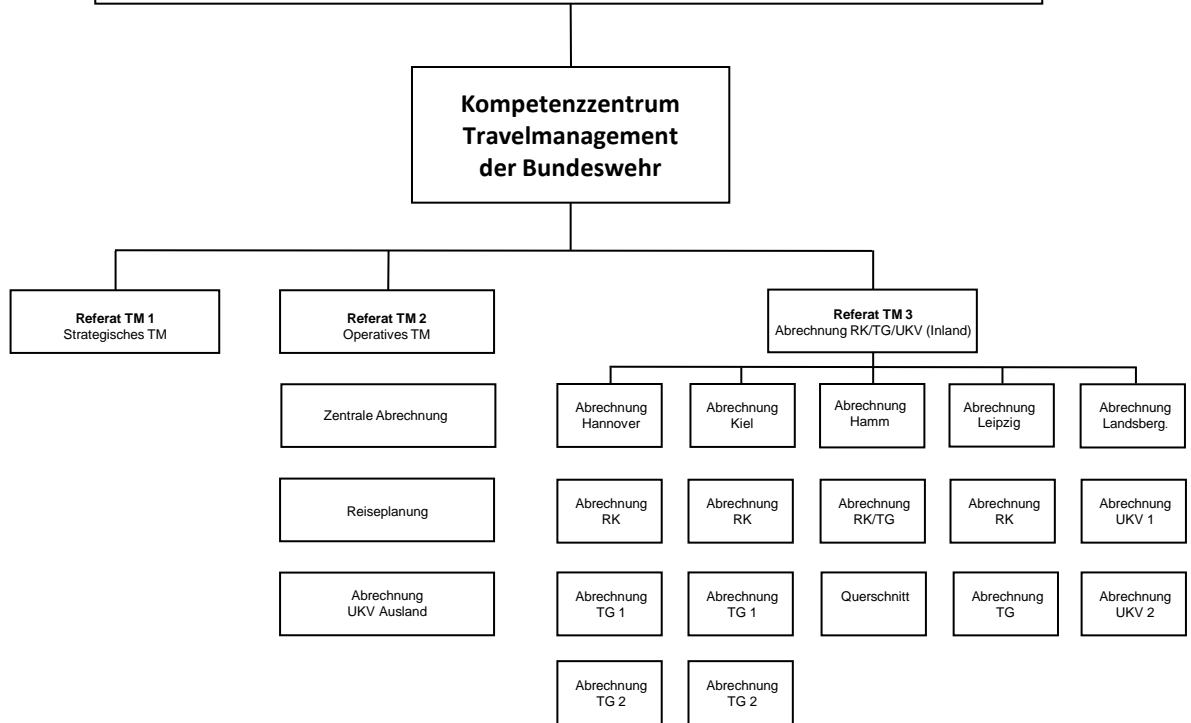 Kompetenzzentrum
Travelmanagement
der Bundeswehr
Referat TM 1
Strategisches TM
Referat TM 2
Operatives TM
Referat TM 3
Abrechnung RK/TG/UKV (Inland)
Zentrale Abrechnung
Abrechnung
Hannover
Abrechnung
Kiel
Abrechnung
Hamm
Abrechnung
Leipzig
Abrechnung
Landsberg.
Reiseplanung
Abrechnung
RK
Abrechnung
RK
Abrechnung
RK/TG
Abrechnung
RK
Abrechnung
UKV 1
Abrechnung
UKV Ausland
Abrechnung
TG 1
Abrechnung
TG 1
Querschnitt
Abrechnung
TG
Abrechnung
UKV 2
Abrechnung
TG 2
Abrechnung
TG 2